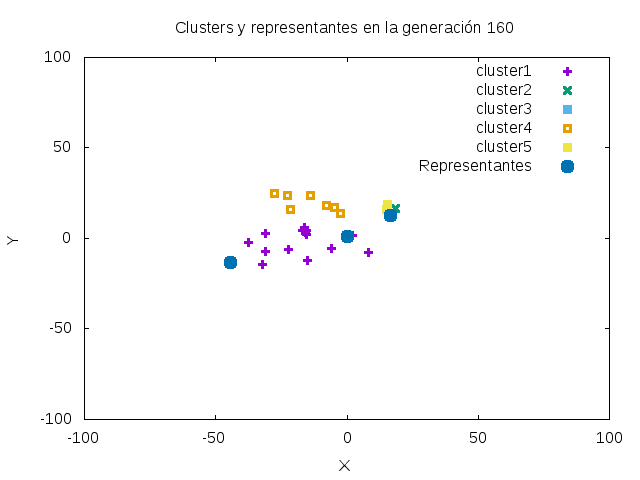 Clusters y representantes en la generación 160
100
50
0
-50
-100
-100 -50 0 50 100
Y
X
cluster1
cluster2
cluster3
cluster4
cluster5
Representantes